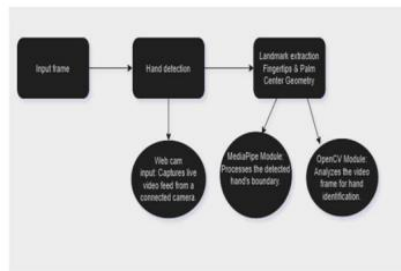 Input frame
Hand detection
Landmark extraction
Fingertips & Palm
Center Geometry
Web cam
input: Captures live
video feed from a
connected camera.
MediaPipe Module:
Processes the detected
hand's boundary.
OpenCV Module:
Analyzes the video
frame for hand
identification.